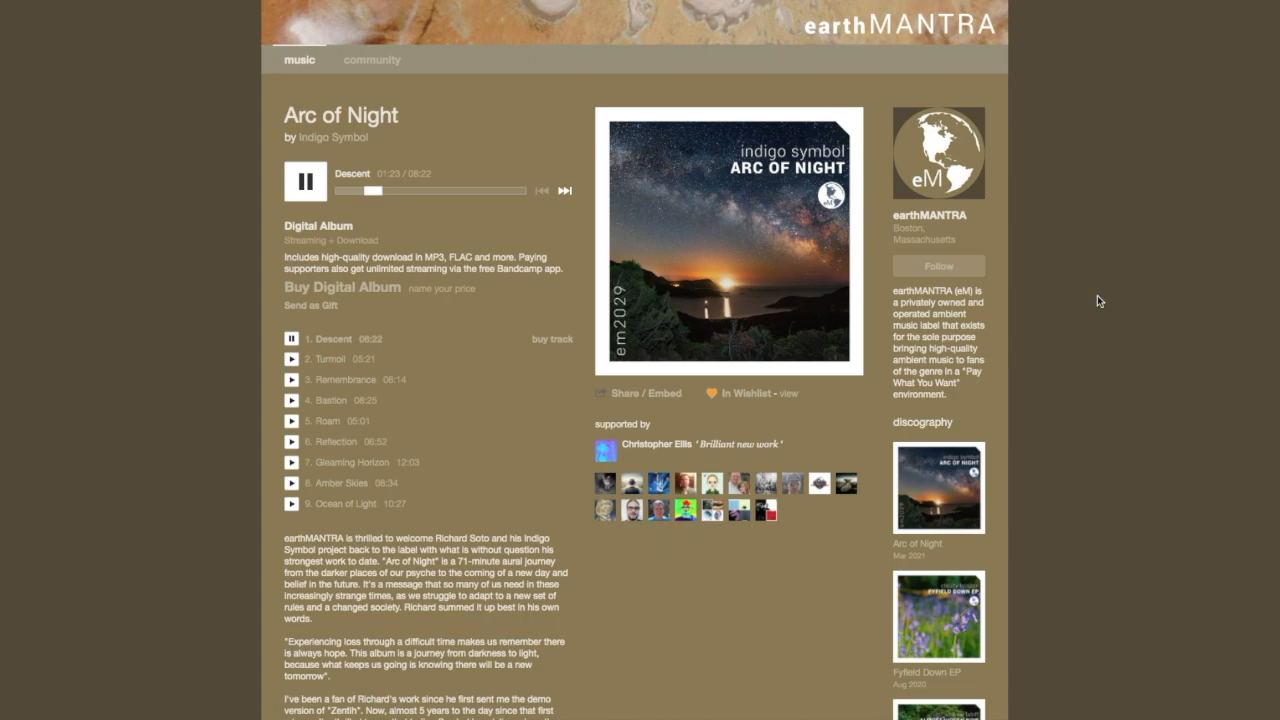 earthMANTRA
music
community
Arc of Night
by Indigo Symbol
Descent 01:23 / 08:22
Digital Album
Streaming + Download
Includes high-quality download in MP3, FLAC and more. Paying
supporters also get unlimited streaming via the free Bandcamp app.
Buy Digital Album name your price
Send as Gift
1. Descent 08:22 buy track
2. Turmoil 05:21
3. Remembrance 06:14
4. Bastion 08:25
5. Roam 05:01
6. Reflection 06:52
7. Gleaming Horizon 12:03
8. Amber Skies 08:34
9. Ocean of Light 10:27
earthMANTRA is thrilled to welcome Richard Soto and his Indigo
Symbol project back to the label with what is without question his
strongest work to date. "Arc of Night" is a 71-minute aural journey
from the darker places of our psyche to the coming of a new day and
belief in the future. It's a message that so many of us need in these
increasingly strange times, as we struggle to adapt to a new set of
rules and a changed society. Richard summed it up best in his own
words.
"Experiencing loss through a difficult time makes us remember there
is always hope. This album is a journey from darkness to light,
because what keeps us going is knowing there will be a new
tomorrow".
I've been a fan of Richard's work since he first sent me the demo
version of "Zentih". Now, almost 5 years to the day since that first
indigo symbol
ARC OF NIGHT
eM
em2029
Share / Embed
In Wishlist - view
supported by
Christopher Ellis “Brilliant new work”
eM
earthMANTRA
Boston,
Massachusetts
Follow
earthMANTRA (eM) is
a privately owned and
operated ambient
music label that exists
for the sole purpose
bringing high-quality
ambient music to fans
of the genre in a "Pay
What You Want"
environment.
discography
indigo symbol
ARC OF NIGHT
em2029
Arc of Night
Mar 2021
FYFIELD DOWN EP
Fyfield Down EP
Aug 2020